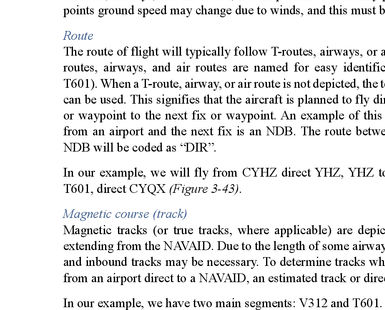 points ground speed may change due to winds, and this must b
Route
The route of flight will typically follow T-routes, airways, or a
routes, airways, and air routes are named for easy identific
T601). When a T-route, airway, or air route is not depicted, the t
can be used. This signifies that the aircraft is planned to fly di
or waypoint to the next fix or waypoint. An example of this
from an airport and the next fix is an NDB. The route betwe
NDB will be coded as “DIR”.
In our example, we will fly from CYHZ direct YHZ, YHZ to
T601, direct CYQX (Figure 3-43).
Magnetic course (track)
Magnetic tracks (or true tracks, where applicable) are depic
extending from the NAVAID. Due to the length of some airway
and inbound tracks may be necessary. To determine tracks wh
from an airport direct to a NAVAID, an estimated track or direc
In our example, we have two main segments: V312 and T601.